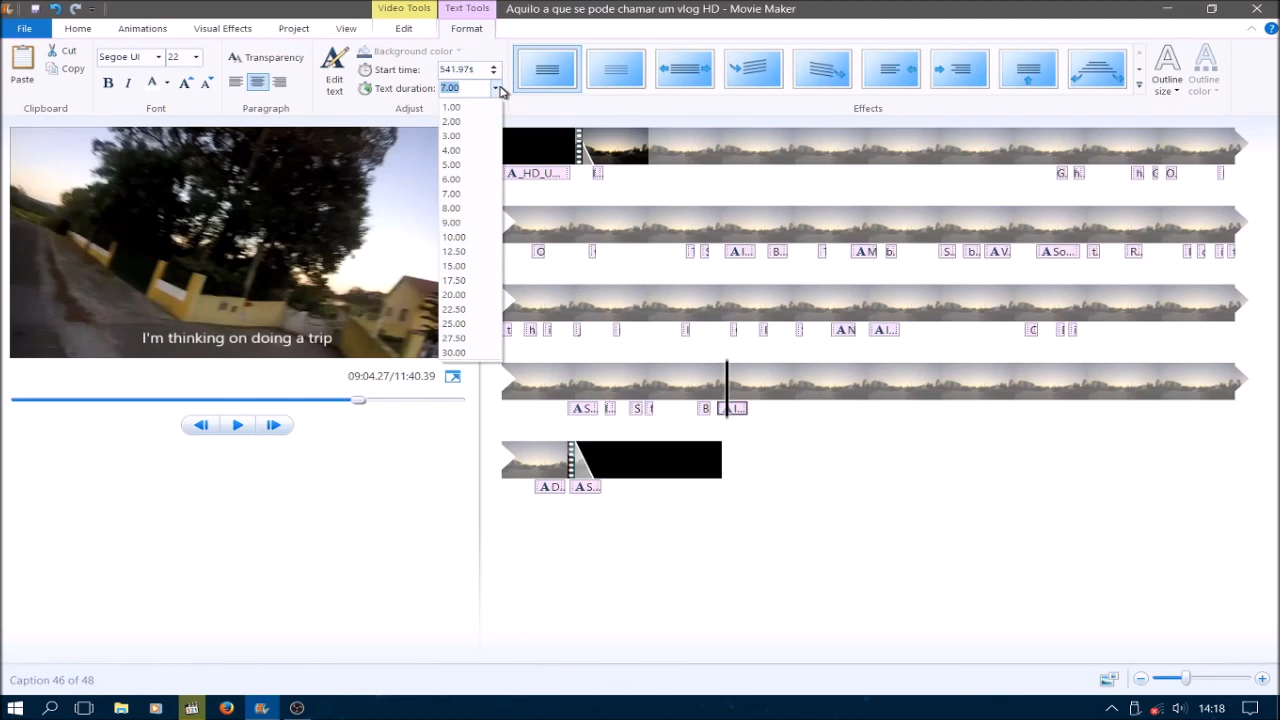 Video Tools Text Tools Aquilo a que se pode chamar um vlog HD - Movie Maker
File Home Animations Visual Effects Project View Edit Format
Paste
Cut
Copy
Clipboard
Segoe UI 22
B I A A A
Font
Transparency
Paragraph
Edit text
Background color
Start time: 541.97s
Text duration: 7.00
Adjust
Effects
Outline size
Outline color
1.00
2.00
3.00
4.00
5.00
6.00
7.00
8.00
9.00
10.00
12.50
15.00
17.50
20.00
22.50
25.00
27.50
30.00
I'm thinking on doing a trip
09:04.27/11:40.39
A _HD_U... G. h. h O.
O A I... B... A M b. S.. b.. A V. A So... t. R..
t h i A N A I...
A S... f... S f B A I...
A D.. A S...
Caption 46 of 48
14:18